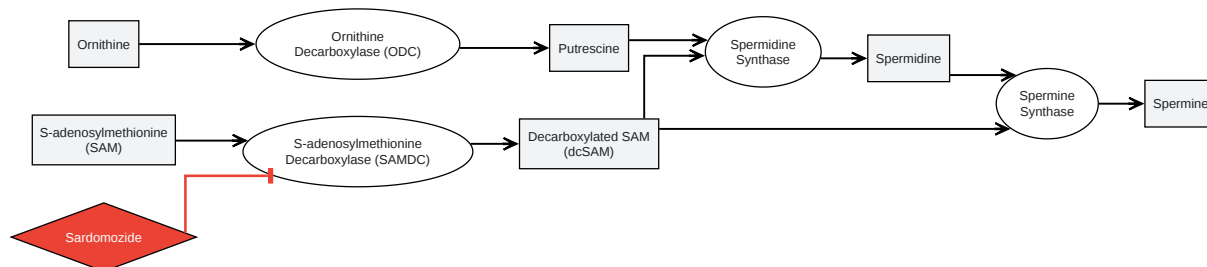 Ornithine
Ornithine
Decarboxylase (ODC)
Putrescine
Spermidine
Synthase
Spermidine
Spermine
Synthase
Spermine
S-adenosylmethionine
(SAM)
S-adenosylmethionine
Decarboxylase (SAMDC)
Decarboxylated SAM
(dcSAM)
Sardomozide